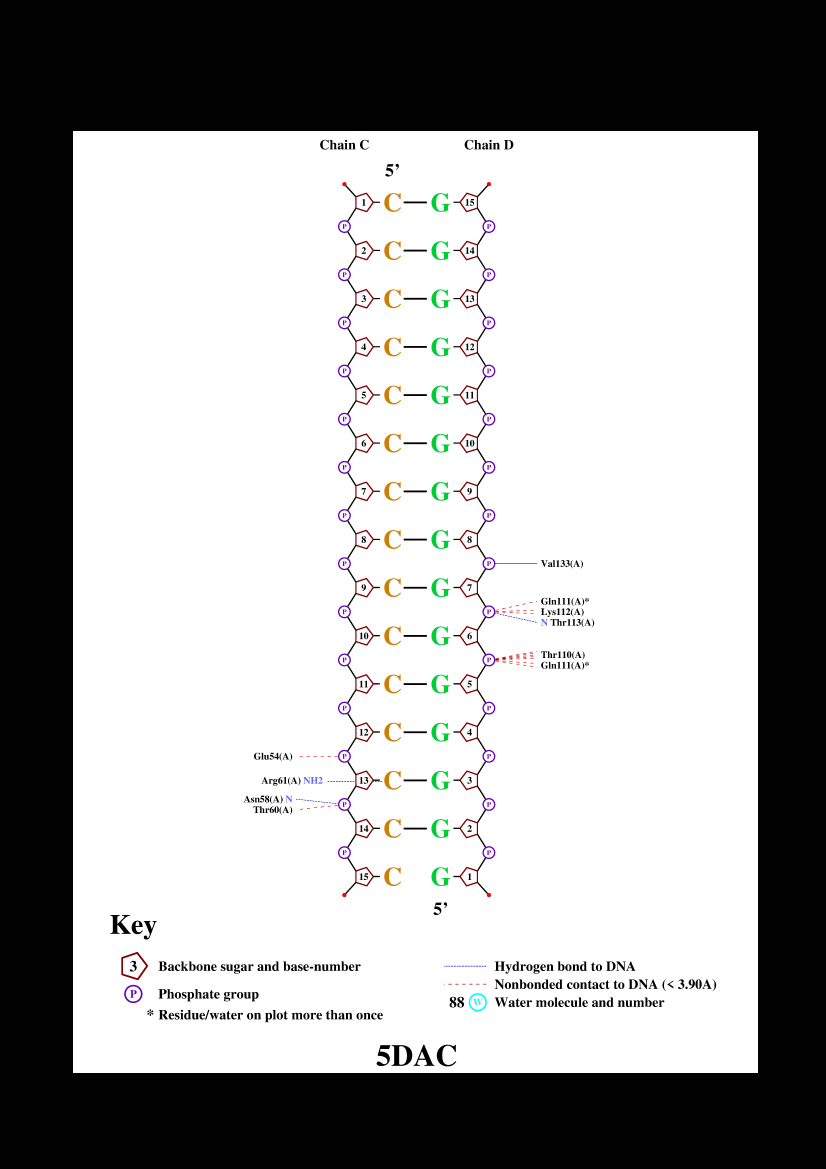 Chain C Chain D
5’
1 C G 15
P P
2 C G 14
P P
3 C G 13
P P
4 C G 12
P P
5 C G 11
P P
6 C G 10
P P
7 C G 9
P P
8 C G 8
P P Val133(A)
9 C G 7
Gln111(A)*
P P Lys112(A)
N Thr113(A)
10 C G 6
Thr110(A)
P P
Gln111(A)*
11 C G 5
P P
12 C G 4
Glu54(A) P P
Arg61(A) NH2 13 C G 3
Asn58(A) N
P P
Thr60(A)
14 C G 2
P P
15 C G 1
5’
Key
3 Backbone sugar and base-number
P Phosphate group
* Residue/water on plot more than once
Hydrogen bond to DNA
Nonbonded contact to DNA (< 3.90A)
88 W Water molecule and number
5DAC